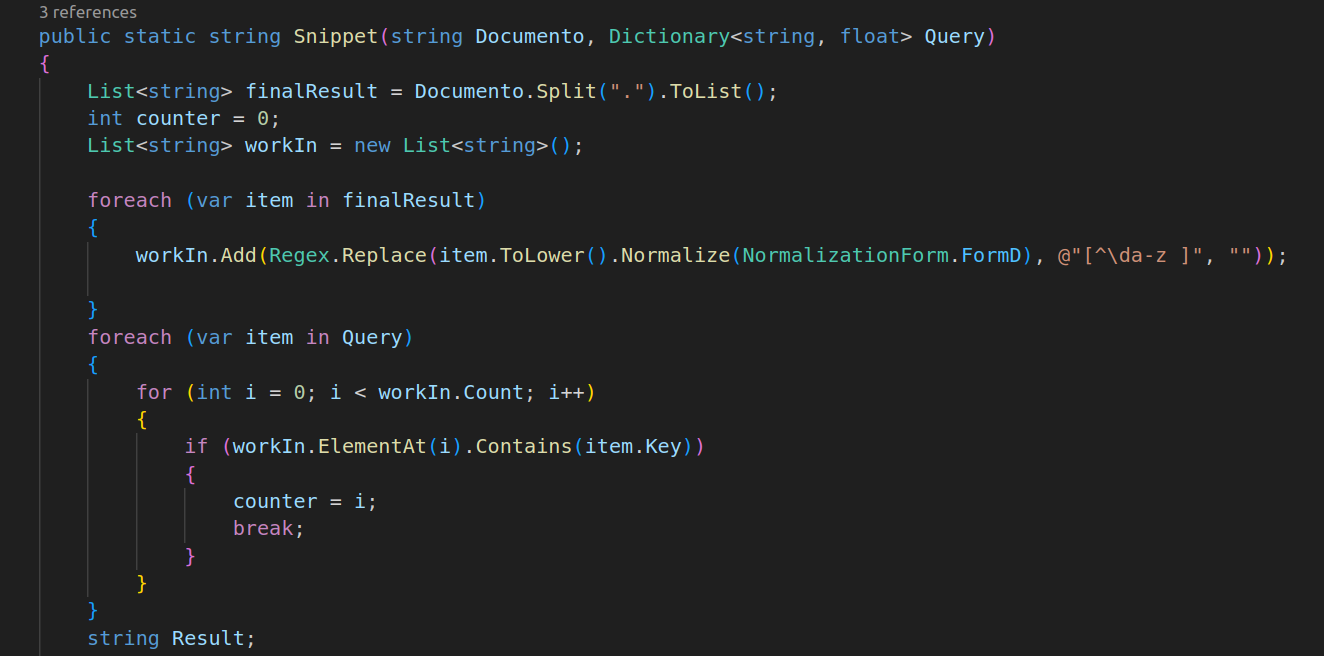 3 references
public static string Snippet(string Documento, Dictionary<string, float> Query)
{
List<string> finalResult = Documento.Split(".").ToList();
int counter = 0;
List<string> workIn = new List<string>();
foreach (var item in finalResult)
{
workIn.Add(Regex.Replace(item.ToLower().Normalize(NormalizationForm.FormD), @"[^\da-z ]", ""));
}
foreach (var item in Query)
{
for (int i = 0; i < workIn.Count; i++)
{
if (workIn.ElementAt(i).Contains(item.Key))
{
counter = i;
break;
}
}
}
string Result;